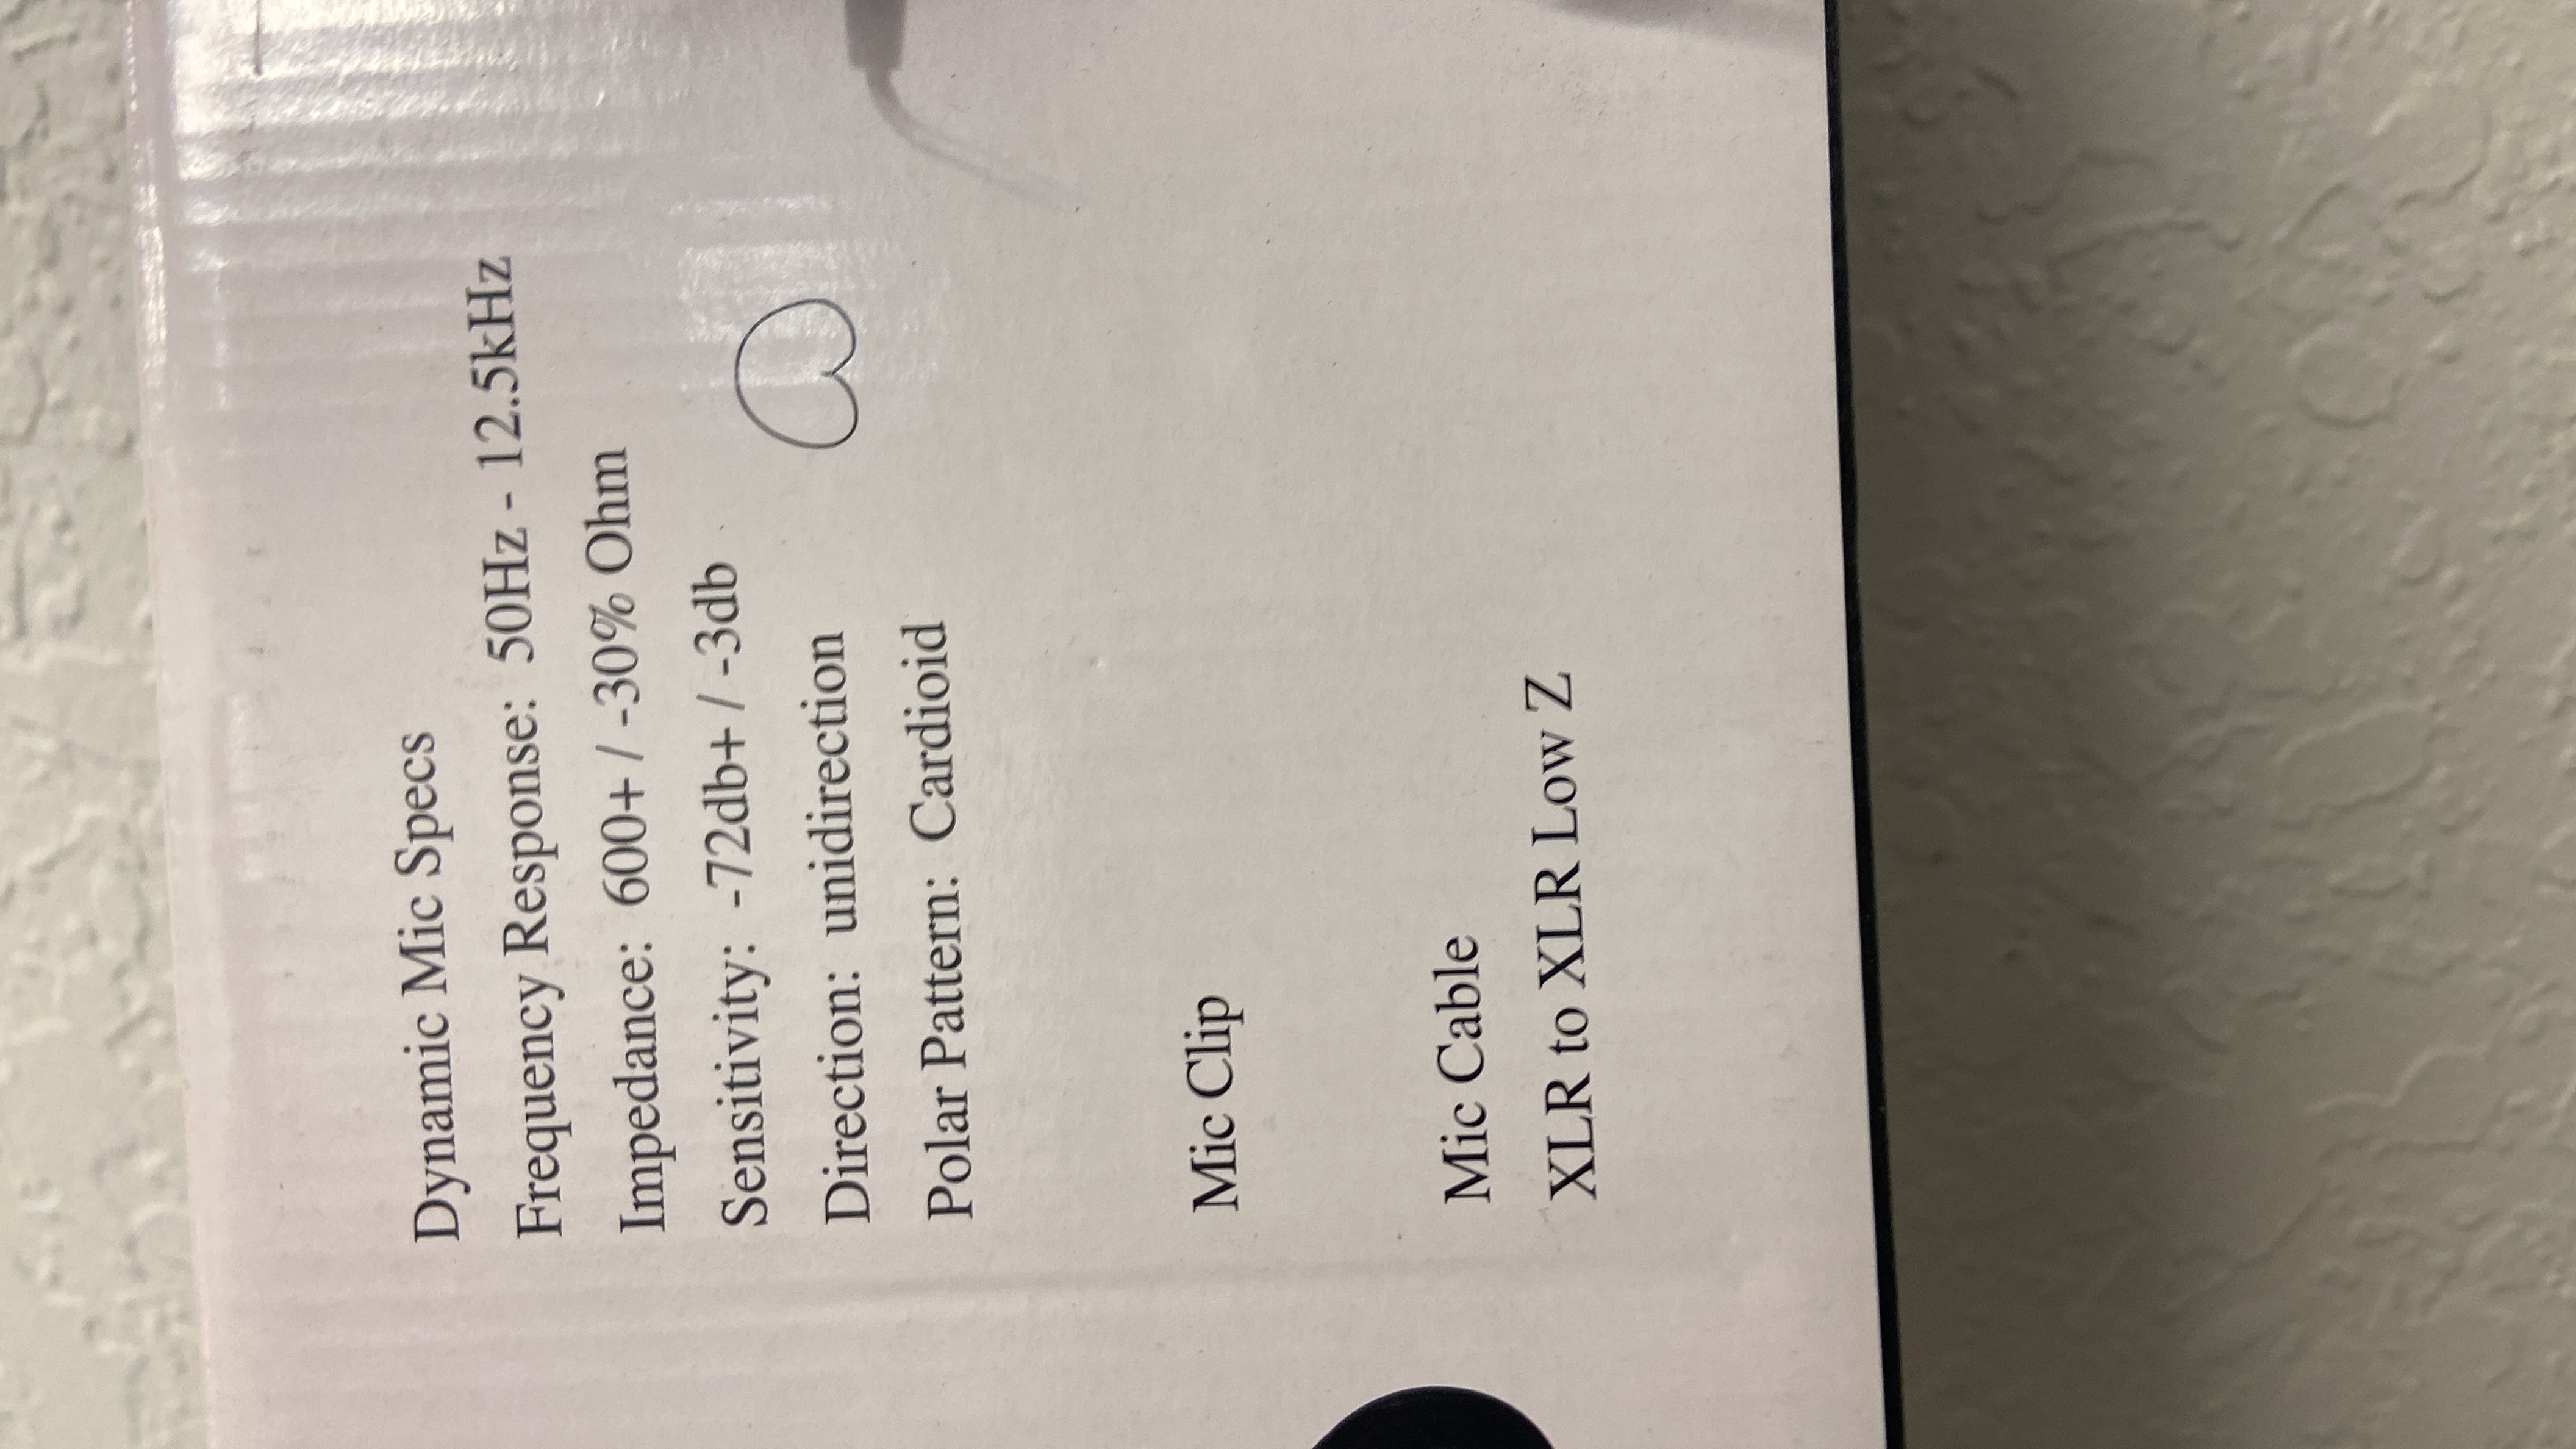 Dynamic Mic Specs
Frequency Response: 50Hz - 12.5kHz
Impedance: 600+ / -30% Ohm
Sensitivity: -72db+ / -3db
Direction: unidirection
Polar Pattern: Cardioid
Mic Clip
Mic Cable
XLR to XLR Low Z